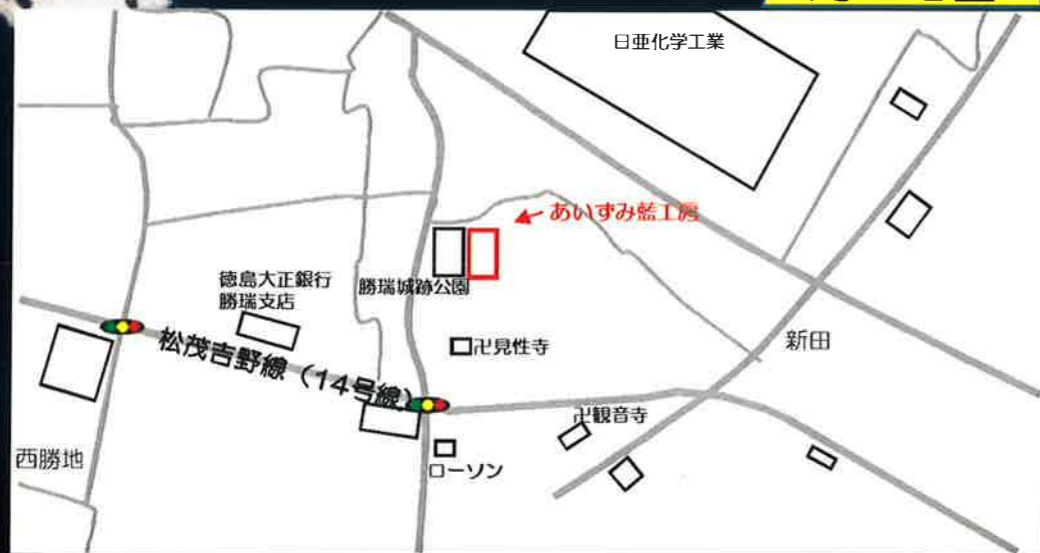 日亜化学工業
あいずみ藍工房
徳島大正銀行
勝瑞支店
勝瑞城跡公園
松茂吉野線（14号線）
卍見性寺
新田
卍観音寺
西勝地
ローソン